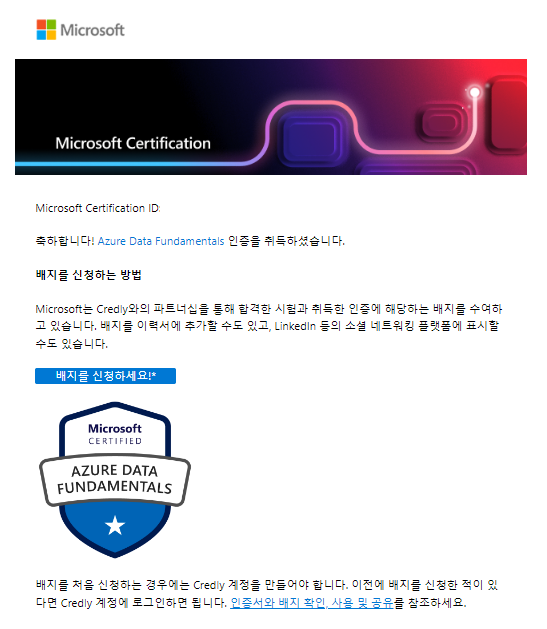 Microsoft
Microsoft Certification
Microsoft Certification ID:
축하합니다! Azure Data Fundamentals 인증을 취득하셨습니다.
배지를 신청하는 방법
Microsoft는 Credly와의 파트너십을 통해 합격한 시험과 취득한 인증에 해당하는 배지를 수여하
고 있습니다. 배지를 이력서에 추가할 수도 있고, LinkedIn 등의 소셜 네트워킹 플랫폼에 표시할
수도 있습니다.
배지를 신청하세요!*
Microsoft
CERTIFIED
AZURE DATA
FUNDAMENTALS
배지를 처음 신청하는 경우에는 Credly 계정을 만들어야 합니다. 이전에 배지를 신청한 적이 있
다면 Credly 계정에 로그인하면 됩니다. 인증서와 배지 확인, 사용 및 공유를 참조하세요.